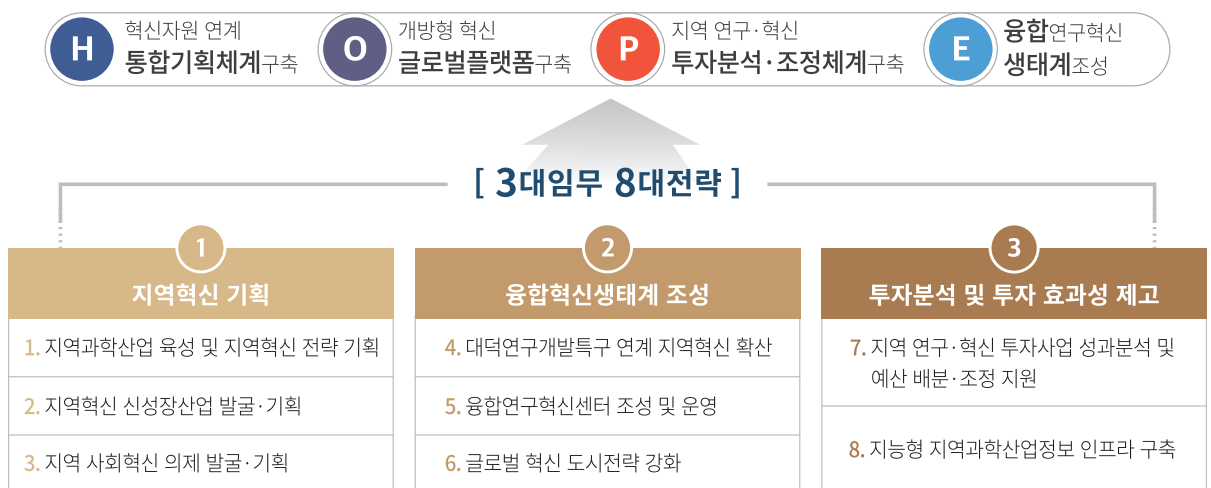 H
혁신자원 연계
통합기획체계구축
O
개방형 혁신
글로벌플랫폼구축
P
지역 연구·혁신
투자분석·조정체계구축
E
융합연구혁신
생태계조성
[ 3대임무 8대전략 ]
1
지역혁신 기획
1. 지역과학산업 육성 및 지역혁신 전략 기획
2. 지역혁신 신성장산업 발굴·기획
3. 지역 사회혁신 의제 발굴·기획
2
융합혁신생태계 조성
4. 대덕연구개발특구 연계 지역혁신 확산
5. 융합연구혁신센터 조성 및 운영
6. 글로벌 혁신 도시전략 강화
3
투자분석 및 투자 효과성 제고
7. 지역 연구·혁신 투자사업 성과분석 및
예산 배분·조정 지원
8. 지능형 지역과학산업정보 인프라 구축